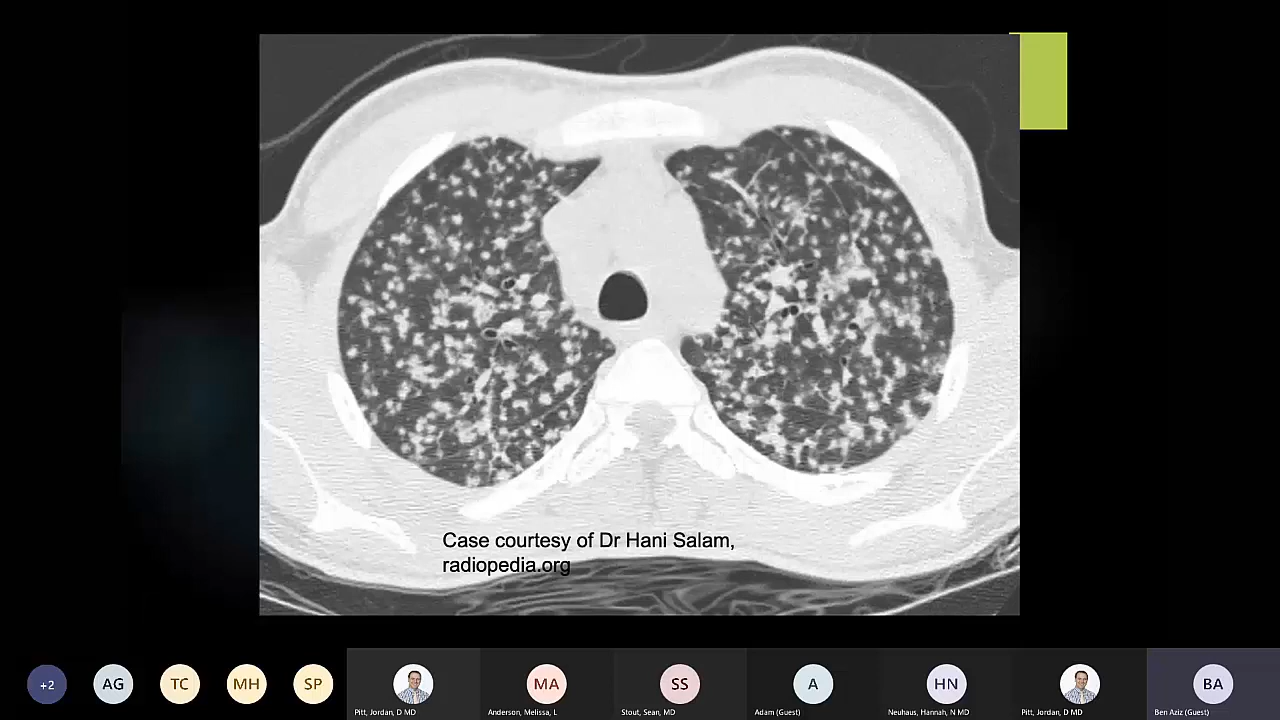 Case courtesy of Dr Hani Salam,
radiopedia.org
+2
AG
TC
MH
SP
MA
SS
A
HN
BA
Pitt, Jordan, D MD
Anderson, Melissa, L
Stout, Sean, MD
Adam (Guest)
Neuhaus, Hannah, N MD
Pitt, Jordan, D MD
Ben Aziz (Guest)